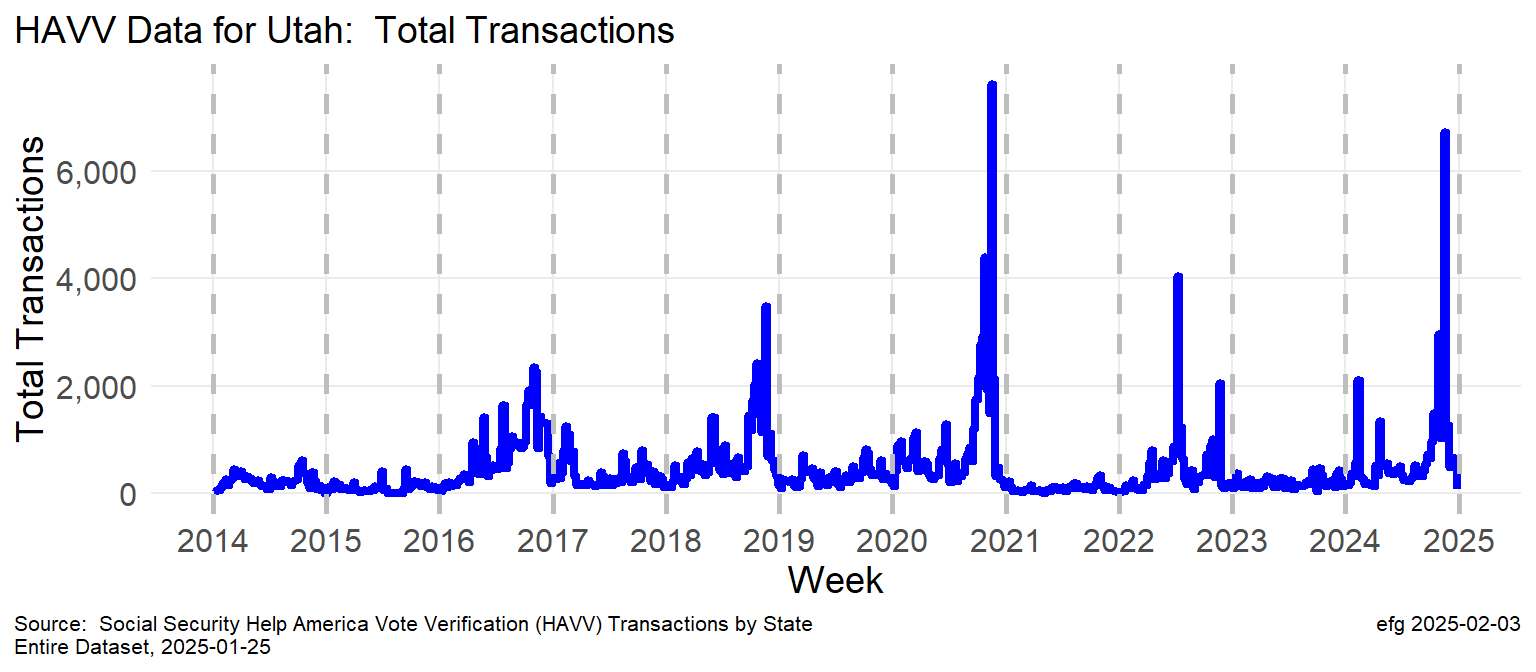 HAVV Data for Utah:  Total Transactions
Total Transactions
6,000
4,000
2,000
0
2014 2015 2016 2017 2018 2019 2020 2021 2022 2023 2024 2025
Week
Source:  Social Security Help America Vote Verification (HAVV) Transactions by State
Entire Dataset, 2025-01-25
efg 2025-02-03